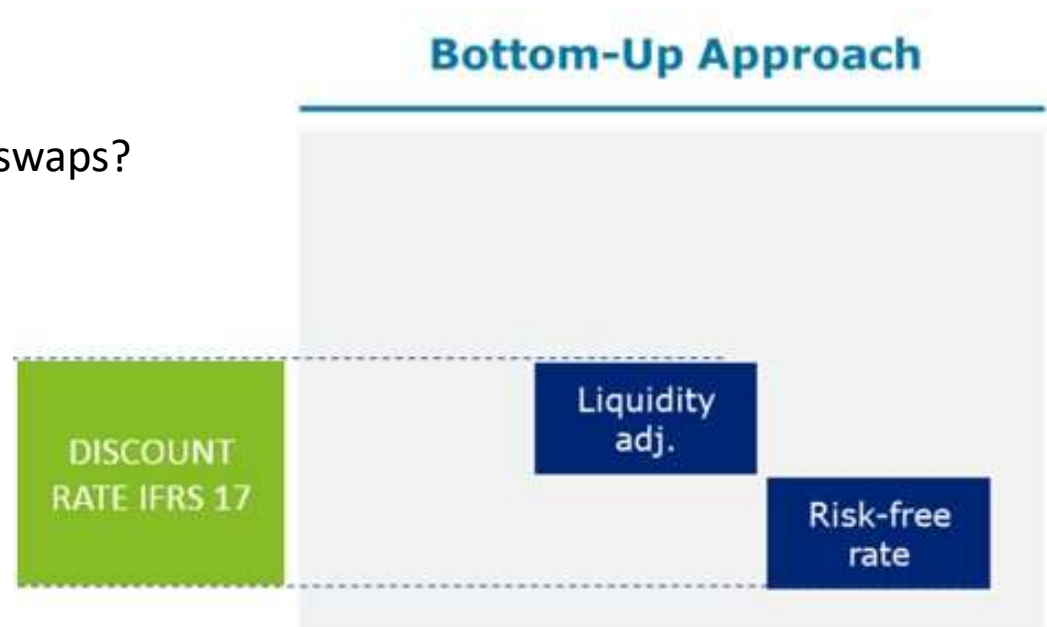 Bottom-Up Approach
swaps?
Liquidity
adj.
DISCOUNT
RATE IFRS 17
Risk-free
rate